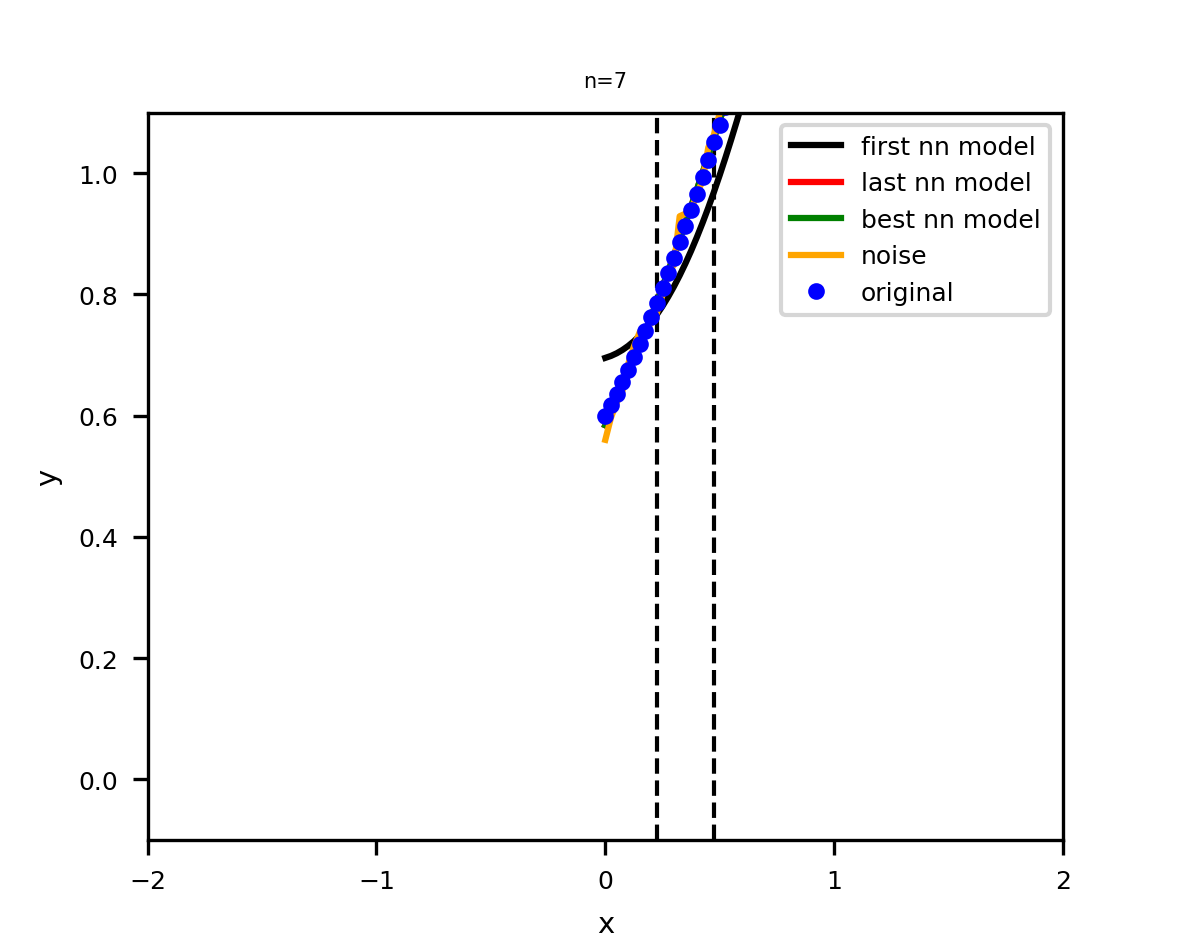 n=7
1.0
0.8
0.6
0.4
0.2
0.0
y
−2
−1
0
1
2
x
first nn model
last nn model
best nn model
noise
original